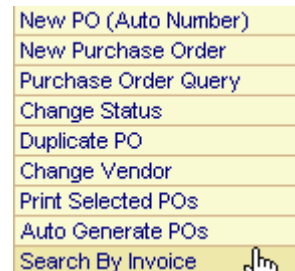 New PO (Auto Number)
New Purchase Order
Purchase Order Query
Change Status
Duplicate PO
Change Vendor
Print Selected POs
Auto Generate POs
Search By Invoice